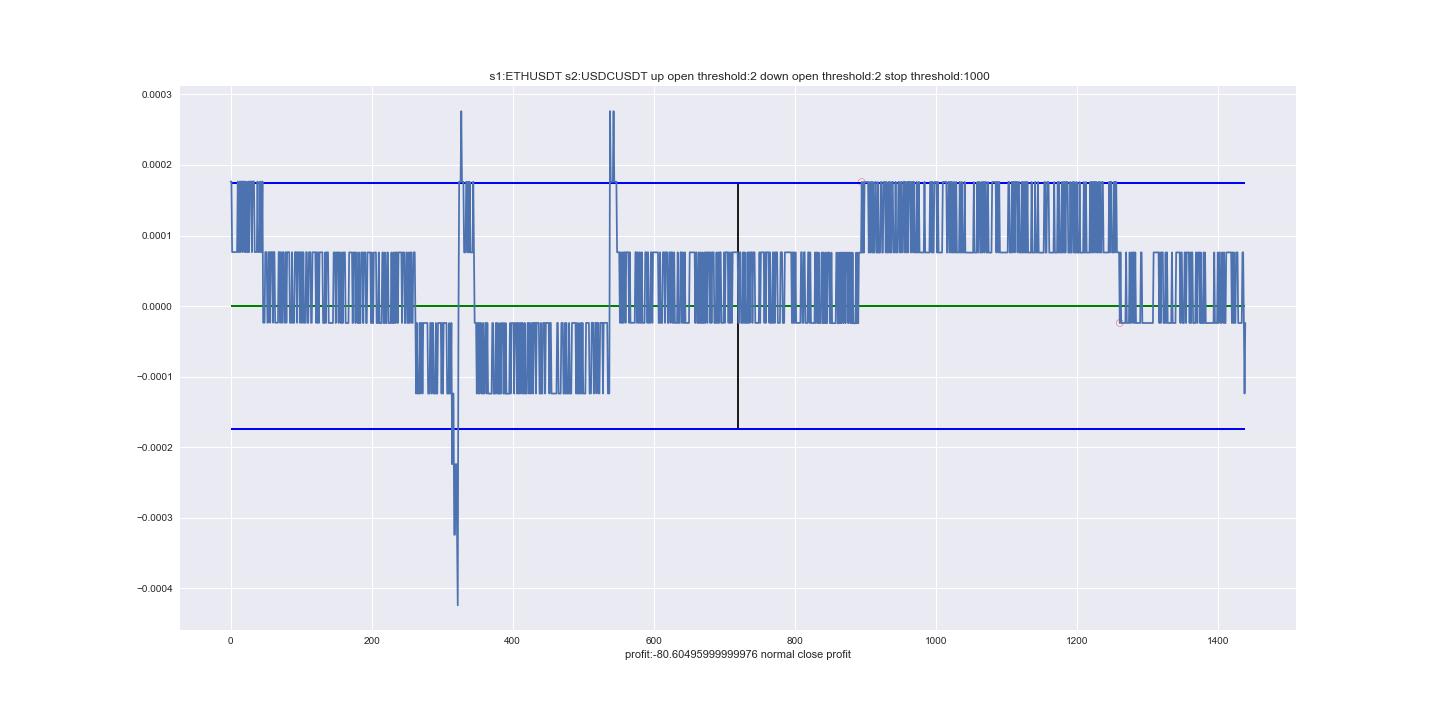 s1:ETHUSDT s2:USDCUSDT up open threshold:2 down open threshold:2 stop threshold:1000
0.0003
0.0002
0.0001
0.0000
−0.0001
−0.0002
−0.0003
−0.0004
0 200 400 600 800 1000 1200 1400
profit:-80.60495999999976 normal close profit